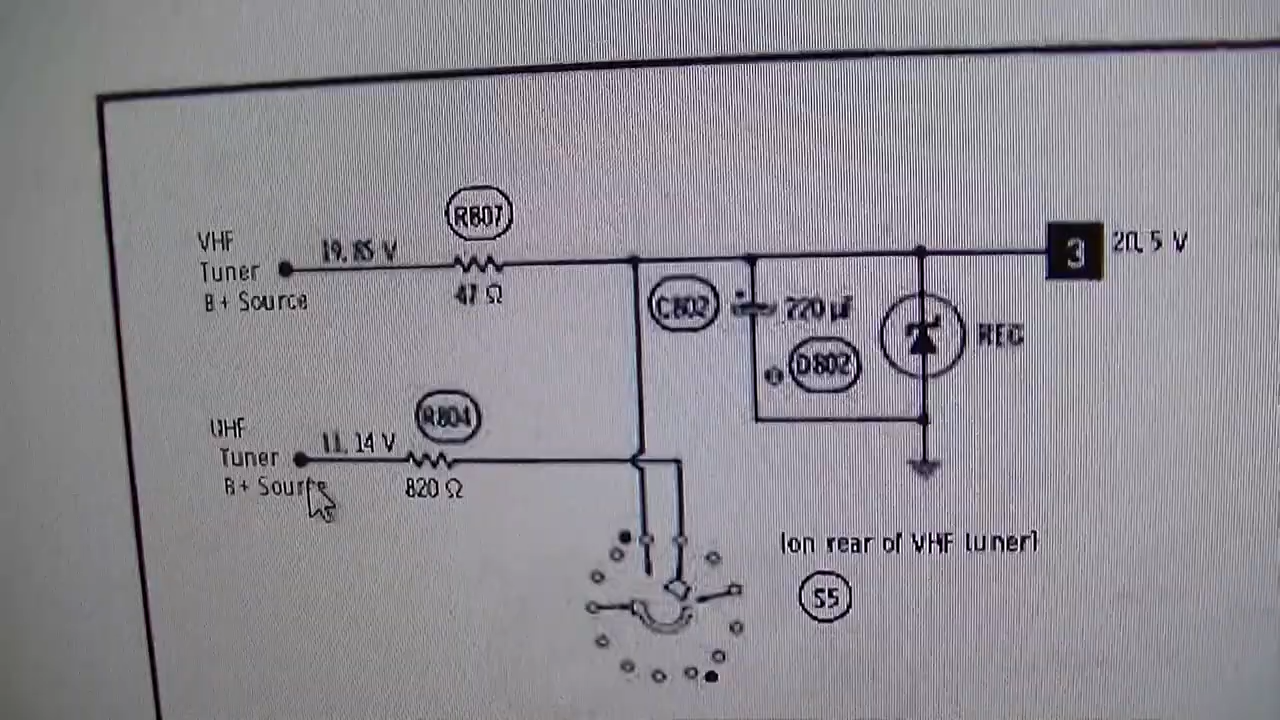 R807
VHF
Tuner
B+ Source
19.85 V
47 Ω
3
20.5 V
C802
220 µF
D802
REG
R804
UHF
Tuner
B+ Source
11.14 V
820 Ω
(on rear of VHF tuner)
S5